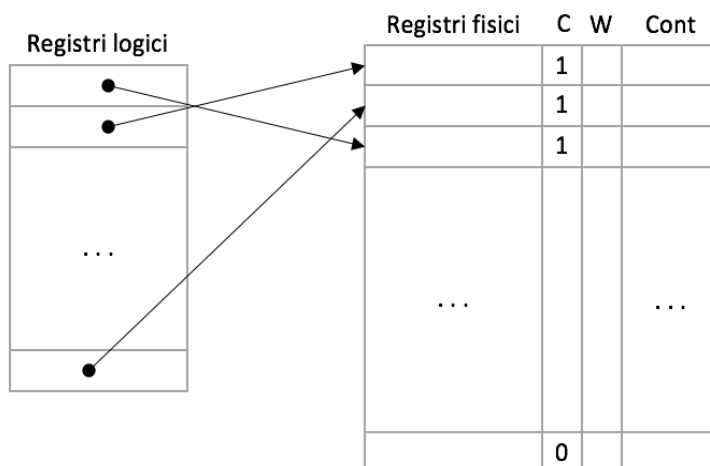 Registri logici
Registri fisici C W Cont
1
1
1
. . .
. . . . . .
0